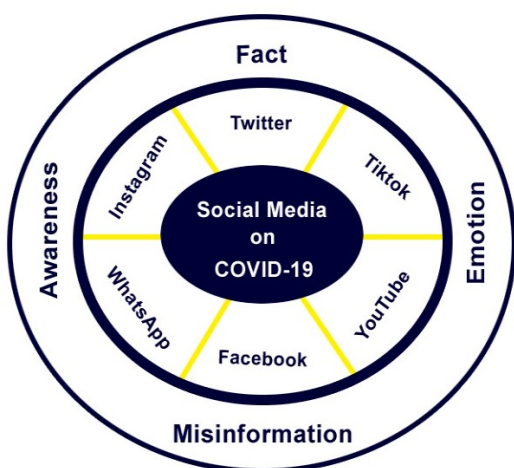 Fact
Twitter
Instagram
Tiktok
Awareness
Social Media
on
COVID-19
Emotion
WhatsApp
YouTube
Facebook
Misinformation